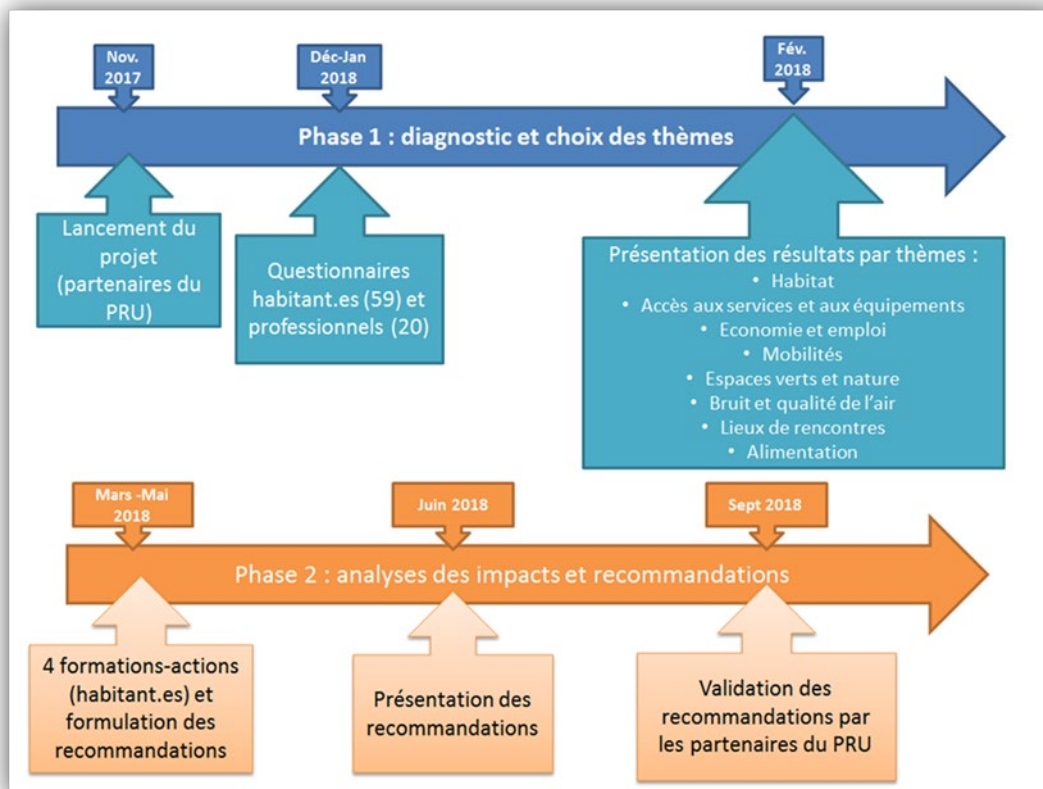 Nov.
2017
Déc-Jan
2018
Fév.
2018
Phase 1 : diagnostic et choix des thèmes
Lancement du
projet
(partenaires du
PRU)
Questionnaires
habitant.es (59) et
professionnels (20)
Présentation des résultats par thèmes :
• Habitat
• Accès aux services et aux équipements
• Economie et emploi
• Mobilités
• Espaces verts et nature
• Bruit et qualité de l'air
• Lieux de rencontres
• Alimentation
Mars -Mai
2018
Juin 2018
Sept 2018
Phase 2 : analyses des impacts et recommandations
4 formations-actions
(habitant.es) et
formulation des
recommandations
Présentation des
recommandations
Validation des
recommandations par
les partenaires du PRU